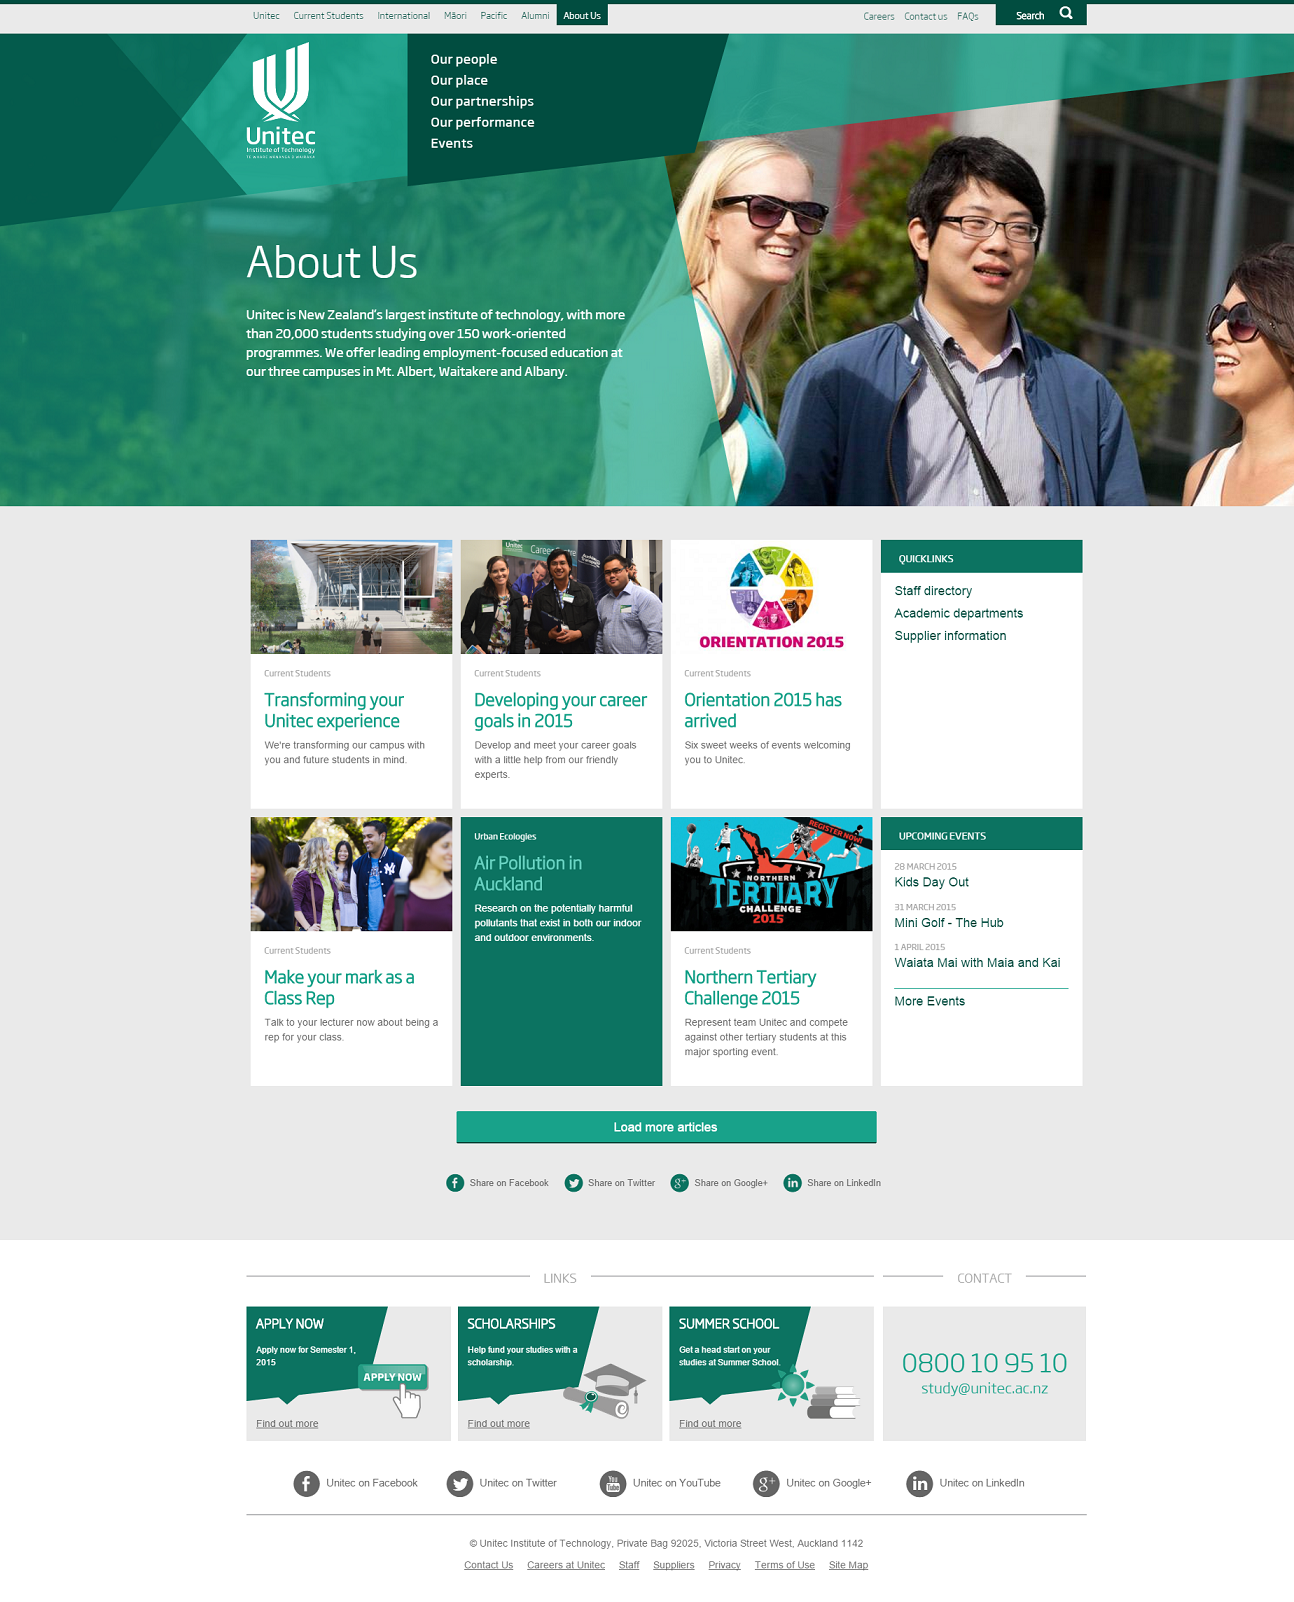 Unitec Current Students International Māori Pacific Alumni About Us Careers Contact us FAQs Search
Our people
Our place
Our partnerships
Our performance
Events
Unitec
Institute of Technology
TE WHARE WĀNANGA O WAIRAKA
About Us
Unitec is New Zealand's largest institute of technology, with more
than 20,000 students studying over 150 work-oriented
programmes. We offer leading employment-focused education at
our three campuses in Mt. Albert, Waitakere and Albany.
Unitec
Career Centre
ORIENTATION 2015
Current Students
Transforming your
Unitec experience
We're transforming our campus with
you and future students in mind.
Current Students
Developing your career
goals in 2015
Develop and meet your career goals
with a little help from our friendly
experts.
Current Students
Orientation 2015 has
arrived
Six sweet weeks of events welcoming
you to Unitec.
QUICKLINKS
Staff directory
Academic departments
Supplier information
Current Students
Make your mark as a
Class Rep
Talk to your lecturer now about being a
rep for your class.
Urban Ecologies
Air Pollution in
Auckland
Research on the potentially harmful
pollutants that exist in both our indoor
and outdoor environments.
REGISTER NOW!
NORTHERN
TERTIARY
CHALLENGE
2015
Current Students
Northern Tertiary
Challenge 2015
Represent team Unitec and compete
against other tertiary students at this
major sporting event.
UPCOMING EVENTS
28 MARCH 2015
Kids Day Out
31 MARCH 2015
Mini Golf - The Hub
1 APRIL 2015
Waiata Mai with Maia and Kai
More Events
Load more articles
Share on Facebook Share on Twitter Share on Google+ Share on LinkedIn
LINKS
CONTACT
APPLY NOW
Apply now for Semester 1,
2015
APPLY NOW
Find out more
SCHOLARSHIPS
Help fund your studies with a
scholarship.
Find out more
SUMMER SCHOOL
Get a head start on your
studies at Summer School.
Find out more
0800 10 95 10
study@unitec.ac.nz
Unitec on Facebook Unitec on Twitter You Tube Unitec on YouTube Unitec on Google+ Unitec on LinkedIn
© Unitec Institute of Technology, Private Bag 92025, Victoria Street West, Auckland 1142
Contact Us Careers at Unitec Staff Suppliers Privacy Terms of Use Site Map